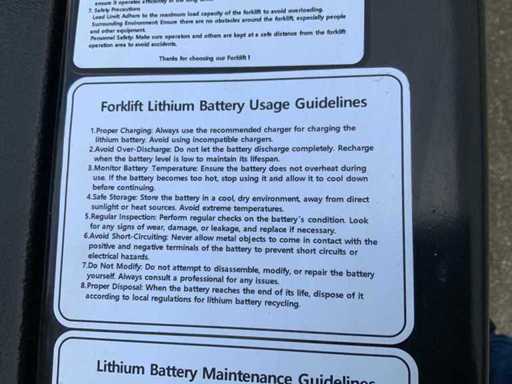 ensure it operates efficiently
7. Safety Precautions
Load Limit Adhere to the maximum load capacity of the forklift to avoid overloading.
Surrounding Environment: Ensure there are no obstacles around the forklift, especially people
and other equipment.
Personnel Safety: Make sure operators and others are kept at a safe distance from the forklift
operation area to avoid accidents.
Thanks for choosing our Forklift !
Forklift Lithium Battery Usage Guidelines
1.Proper Charging: Always use the recommended charger for charging the
lithium battery. Avoid using incompatible chargers.
2.Avoid Over-Discharge: Do not let the battery discharge completely. Recharge
when the battery level is low to maintain its lifespan.
3.Monitor Battery Temperature: Ensure the battery does not overheat during
use. If the battery becomes too hot, stop using it and allow it to cool down
before continuing.
4.Safe Storage: Store the battery in a cool, dry environment, away from direct
sunlight or heat sources. Avoid extreme temperatures.
5.Regular Inspection: Perform regular checks on the battery's condition. Look
for any signs of wear, damage, or leakage, and replace if necessary.
6.Avoid Short-Circuiting: Never allow metal objects to come in contact with the
positive and negative terminals of the battery to prevent short circuits or
electrical hazards.
7.Do Not Modify: Do not attempt to disassemble, modify, or repair the battery
yourself. Always consult a professional for any issues.
8.Proper Disposal: When the battery reaches the end of its life, dispose of it
according to local regulations for lithium battery recycling.
Lithium Battery Maintenance Guidelines